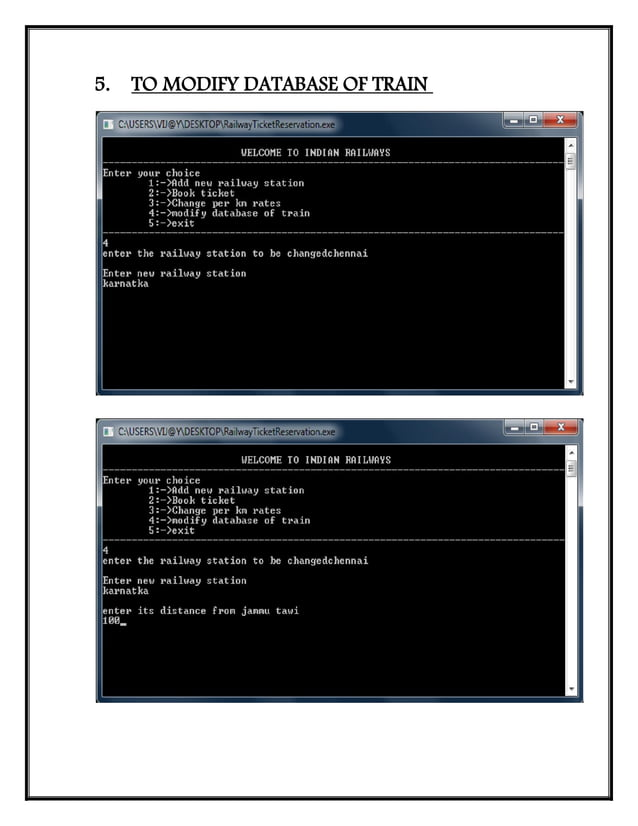 5. TO MODIFY DATABASE OF TRAIN
C:\USERS\VIJ@Y\DESKTOP\RailwayTicketReservation.exe
WELCOME TO INDIAN RAILWAYS
Enter your choice
1:->Add new railway station
2:->Book ticket
3:->Change per km rates
4:->modify database of train
5:->exit
4
enter the railway station to be changedchennai
Enter new railway station
karnatka
C:\USERS\VIJ@Y\DESKTOP\RailwayTicketReservation.exe
WELCOME TO INDIAN RAILWAYS
Enter your choice
1:->Add new railway station
2:->Book ticket
3:->Change per km rates
4:->modify database of train
5:->exit
4
enter the railway station to be changedchennai
Enter new railway station
karnatka
enter its distance from jammu tawi
100_